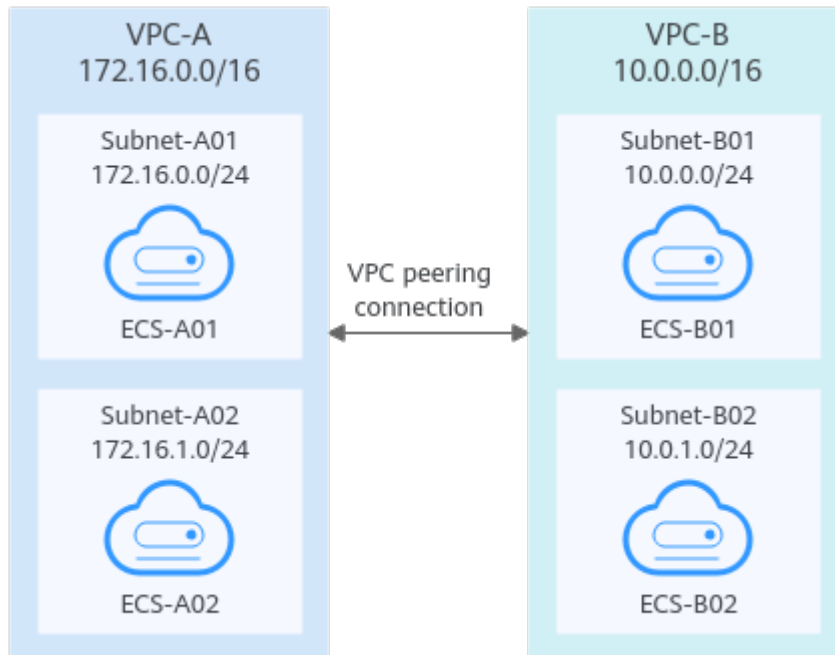 VPC-A
172.16.0.0/16
Subnet-A01
172.16.0.0/24
ECS-A01
Subnet-A02
172.16.1.0/24
ECS-A02
VPC peering
connection
VPC-B
10.0.0.0/16
Subnet-B01
10.0.0.0/24
ECS-B01
Subnet-B02
10.0.1.0/24
ECS-B02